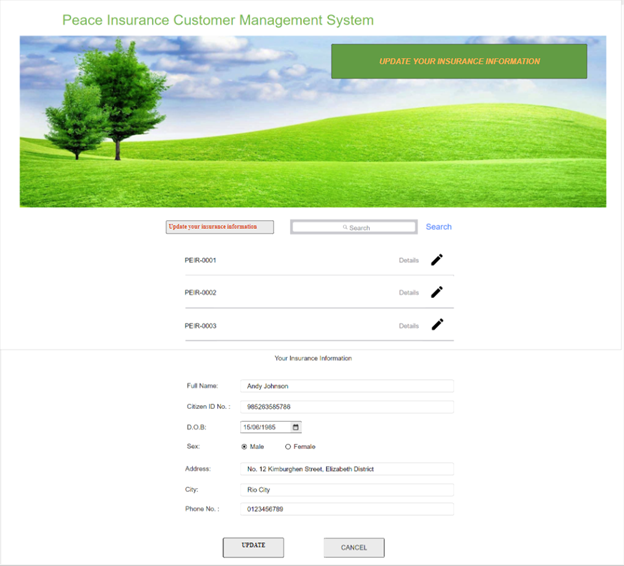 Peace Insurance Customer Management System
UPDATE YOUR INSURANCE INFORMATION
Update your insurance information Search Search
PEIR-0001 Details
PEIR-0002 Details
PEIR-0003 Details
Your Insurance Information
Full Name: Andy Johnson
Citizen ID No. : 985263585786
D.O.B: 15/06/1985
Sex: Male Female
Address: No. 12 Kimburghen Street, Elizabeth District
City: Rio City
Phone No. : 0123456789
UPDATE CANCEL